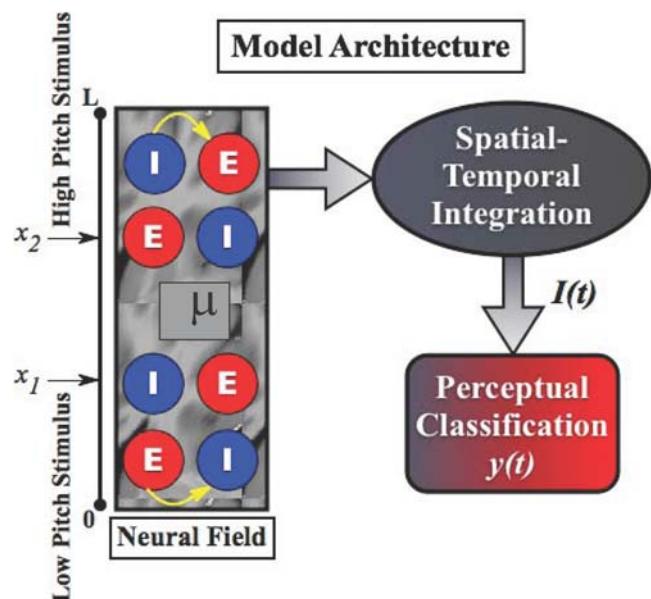 Model Architecture
High Pitch Stimulus
L
I
E
E
I
x2
μ
x1
I
E
E
I
Low Pitch Stimulus
0
Neural Field
Spatial-
Temporal
Integration
I(t)
Perceptual
Classification
y(t)